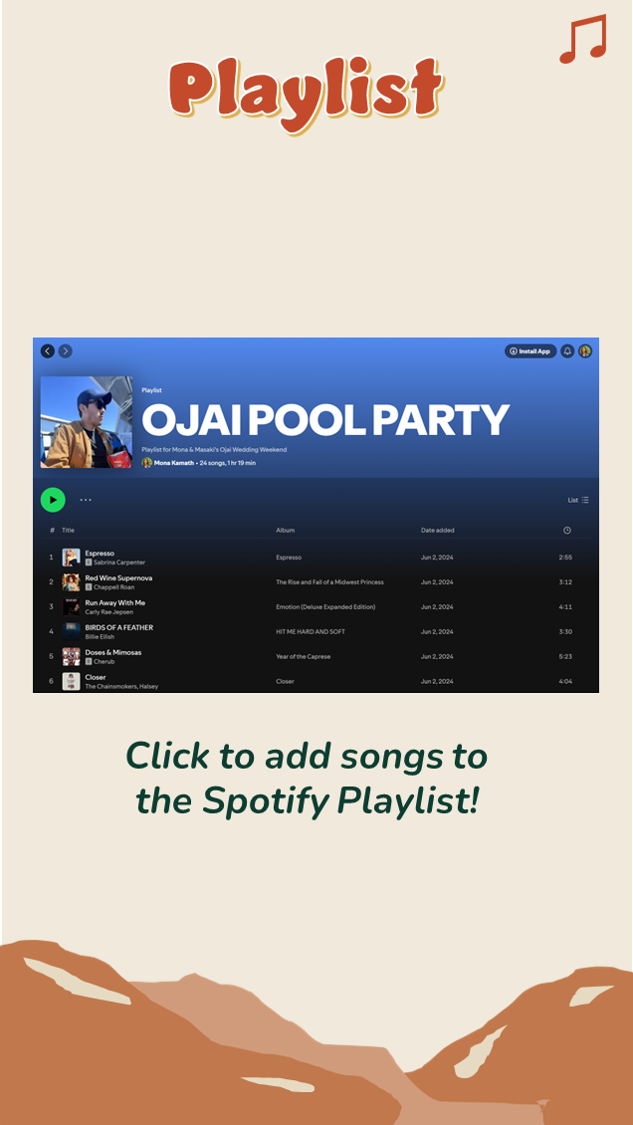 Playlist
Install App
Playlist
OJAI POOL PARTY
Playlist for Mona & Masaki's Ojai Wedding Weekend
Mona Kamath • 24 songs, 1 hr 19 min
List
# Title Album Date added
1 Espresso Espresso Jun 2, 2024 2:55
E Sabrina Carpenter
2 Red Wine Supernova The Rise and Fall of a Midwest Princess Jun 2, 2024 3:12
E Chappell Roan
3 Run Away With Me Emotion (Deluxe Expanded Edition) Jun 2, 2024 4:11
Carly Rae Jepsen
4 BIRDS OF A FEATHER HIT ME HARD AND SOFT Jun 2, 2024 3:30
Billie Eilish
5 Doses & Mimosas Year of the Caprese Jun 2, 2024 5:23
E Cherub
6 Closer Closer Jun 2, 2024 4:04
The Chainsmokers, Halsey
Click to add songs to
the Spotify Playlist!